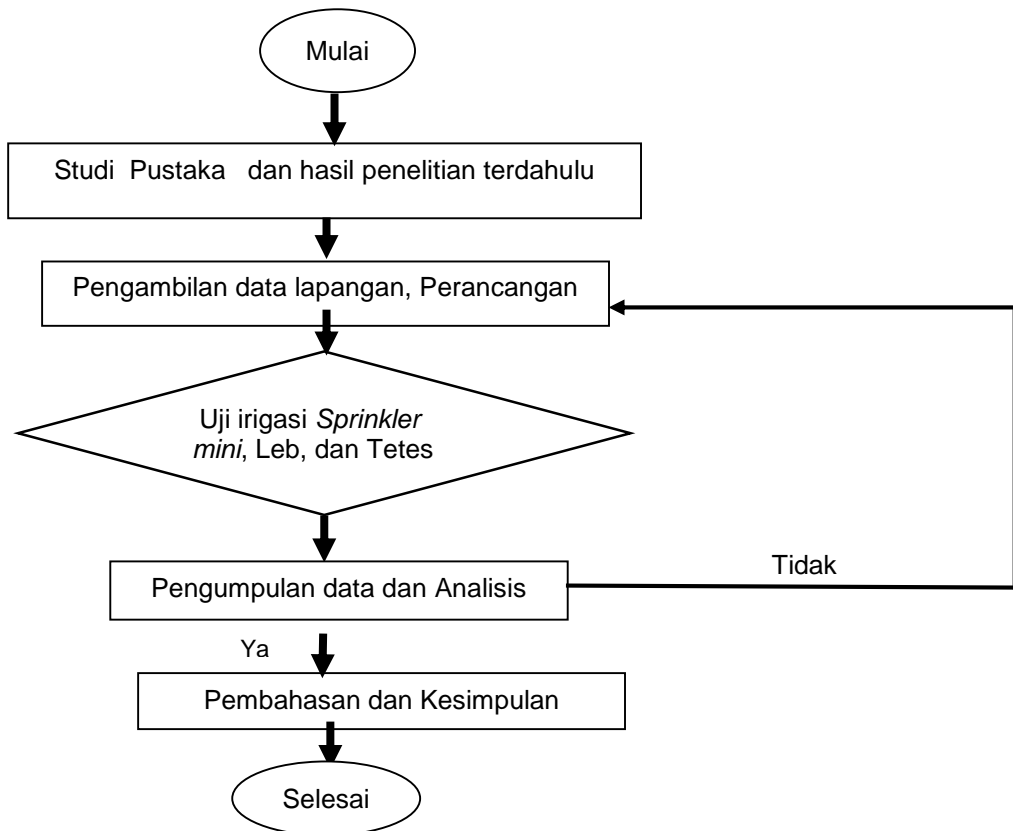 Mulai
Studi Pustaka dan hasil penelitian terdahulu
Pengambilan data lapangan, Perancangan
Uji irigasi Sprinkler
mini, Leb, dan Tetes
Pengumpulan data dan Analisis
Tidak
Ya
Pembahasan dan Kesimpulan
Selesai